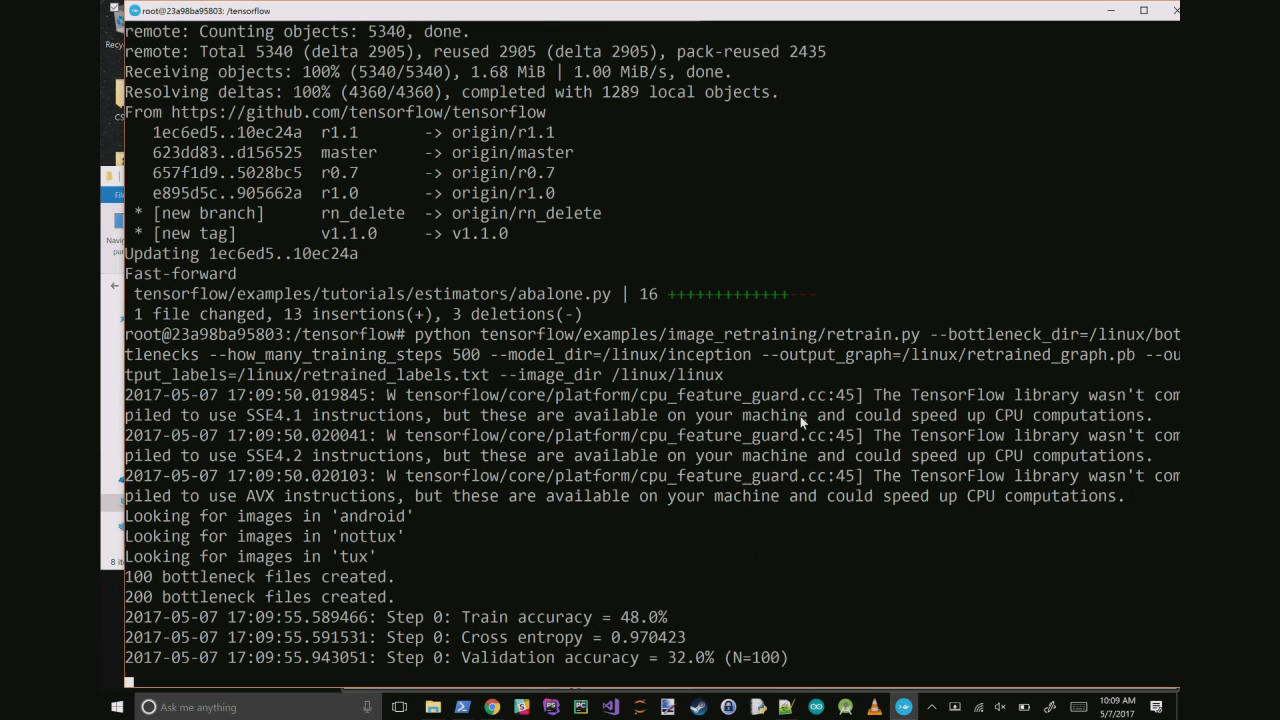 root@23a98ba95803: /tensorflow
remote: Counting objects: 5340, done.
remote: Total 5340 (delta 2905), reused 2905 (delta 2905), pack-reused 2435
Receiving objects: 100% (5340/5340), 1.68 MiB | 1.00 MiB/s, done.
Resolving deltas: 100% (4360/4360), completed with 1289 local objects.
From https://github.com/tensorflow/tensorflow
1ec6ed5..10ec24a  r1.1       -> origin/r1.1
623dd83..d156525  master     -> origin/master
657f1d9..5028bc5  r0.7       -> origin/r0.7
e895d5c..905662a  r1.0       -> origin/r1.0
* [new branch]      rn_delete  -> origin/rn_delete
* [new tag]         v1.1.0     -> v1.1.0
Updating 1ec6ed5..10ec24a
Fast-forward
tensorflow/examples/tutorials/estimators/abalone.py | 16 +++++++++++++---
1 file changed, 13 insertions(+), 3 deletions(-)
root@23a98ba95803:/tensorflow# python tensorflow/examples/image_retraining/retrain.py --bottleneck_dir=/linux/bot
tlenecks --how_many_training_steps 500 --model_dir=/linux/inception --output_graph=/linux/retrained_graph.pb --ou
tput_labels=/linux/retrained_labels.txt --image_dir /linux/linux
2017-05-07 17:09:50.019845: W tensorflow/core/platform/cpu_feature_guard.cc:45] The TensorFlow library wasn't com
piled to use SSE4.1 instructions, but these are available on your machine and could speed up CPU computations.
2017-05-07 17:09:50.020041: W tensorflow/core/platform/cpu_feature_guard.cc:45] The TensorFlow library wasn't com
piled to use SSE4.2 instructions, but these are available on your machine and could speed up CPU computations.
2017-05-07 17:09:50.020103: W tensorflow/core/platform/cpu_feature_guard.cc:45] The TensorFlow library wasn't com
piled to use AVX instructions, but these are available on your machine and could speed up CPU computations.
Looking for images in 'android'
Looking for images in 'nottux'
Looking for images in 'tux'
100 bottleneck files created.
200 bottleneck files created.
2017-05-07 17:09:55.589466: Step 0: Train accuracy = 48.0%
2017-05-07 17:09:55.591531: Step 0: Cross entropy = 0.970423
2017-05-07 17:09:55.943051: Step 0: Validation accuracy = 32.0% (N=100)
Recy
CS
File
Navig
pan
8 ite
Ask me anything
10:09 AM
5/7/2017